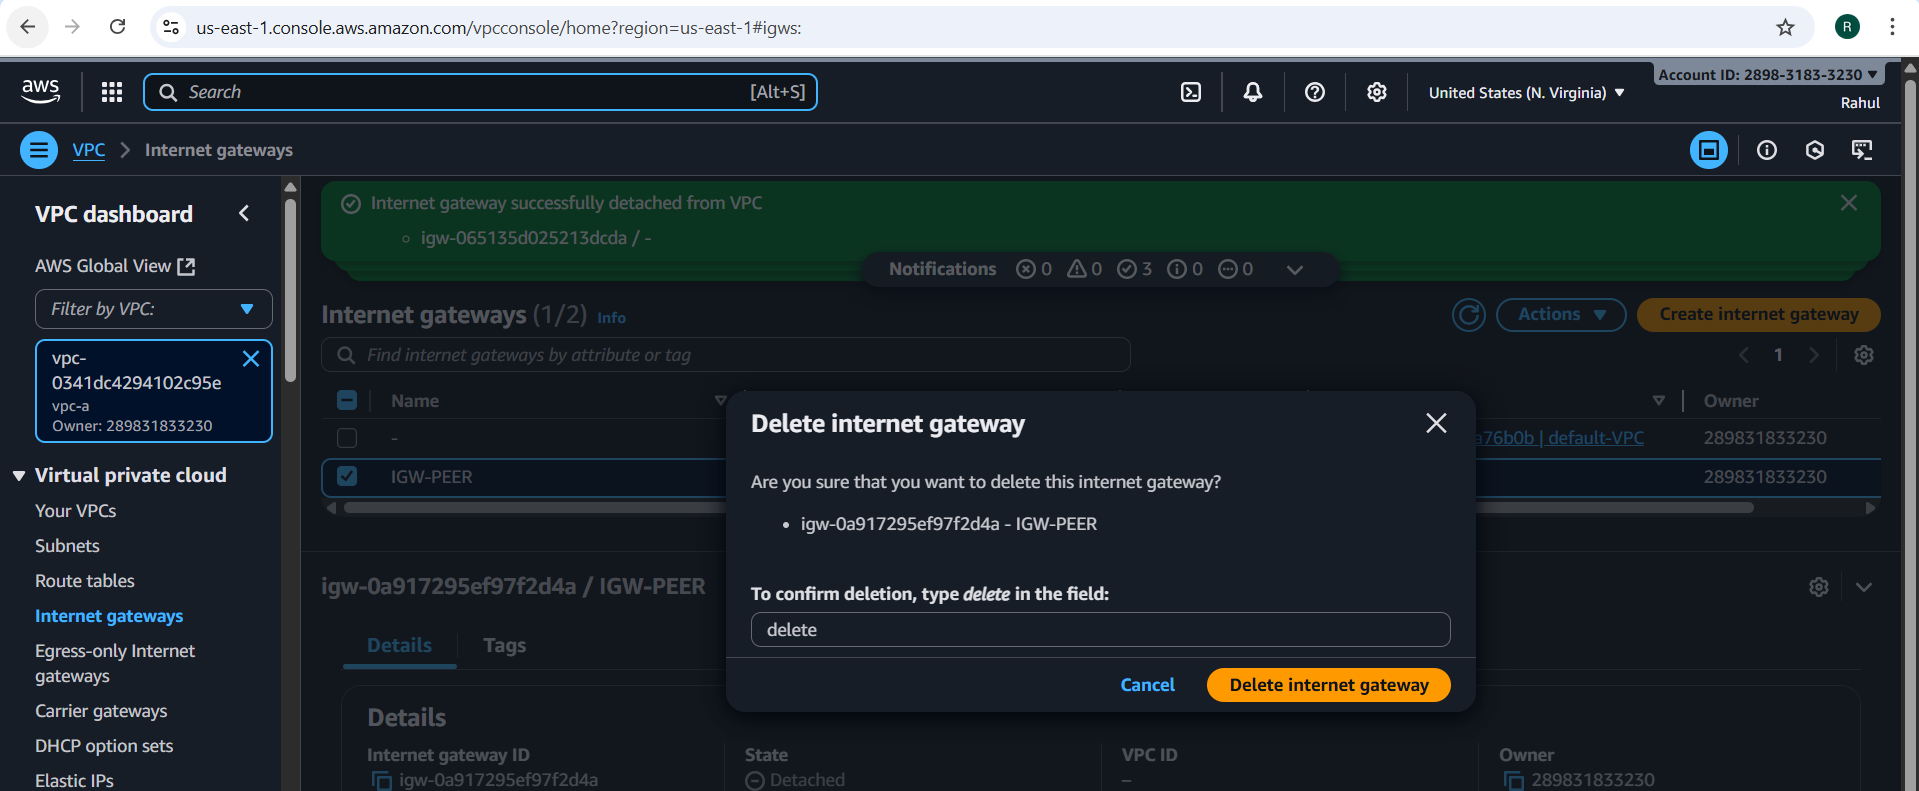 us-east-1.console.aws.amazon.com/vpcconsole/home?region=us-east-1#igws:
R
aws
Search
[Alt+S]
United States (N. Virginia)
Account ID: 2898-3183-3230
Rahul
VPC
Internet gateways
VPC dashboard
AWS Global View
Filter by VPC:
vpc-
0341dc4294102c95e
vpc-a
Owner: 289831833230
Virtual private cloud
Your VPCs
Subnets
Route tables
Internet gateways
Egress-only Internet
gateways
Carrier gateways
DHCP option sets
Elastic IPs
Internet gateway successfully detached from VPC
igw-065135d025213dcda / -
Notifications 0 0 3 0 0
Internet gateways (1/2) Info
Actions
Create internet gateway
Find internet gateways by attribute or tag
1
Name
Owner
-
a76b0b | default-VPC
289831833230
IGW-PEER
289831833230
Delete internet gateway
Are you sure that you want to delete this internet gateway?
igw-0a917295ef97f2d4a - IGW-PEER
To confirm deletion, type delete in the field:
delete
Cancel
Delete internet gateway
igw-0a917295ef97f2d4a / IGW-PEER
Details
Tags
Details
Internet gateway ID
igw-0a917295ef97f2d4a
State
Detached
VPC ID
–
Owner
289831833230